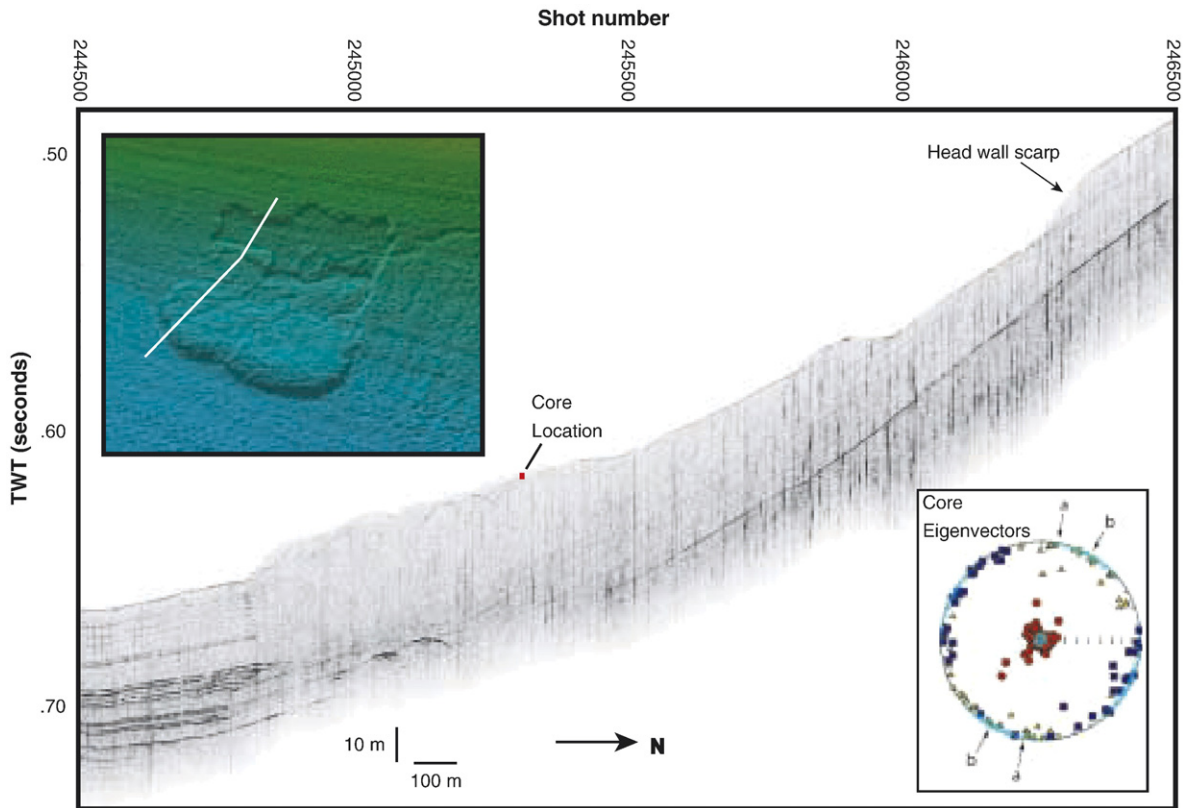 Shot number
244500
245000
245500
246000
246500
TWT (seconds)
.50
.60
.70
Head wall scarp
Core
Location
10 m
100 m
N
Core
Eigenvectors
a
b
b
a